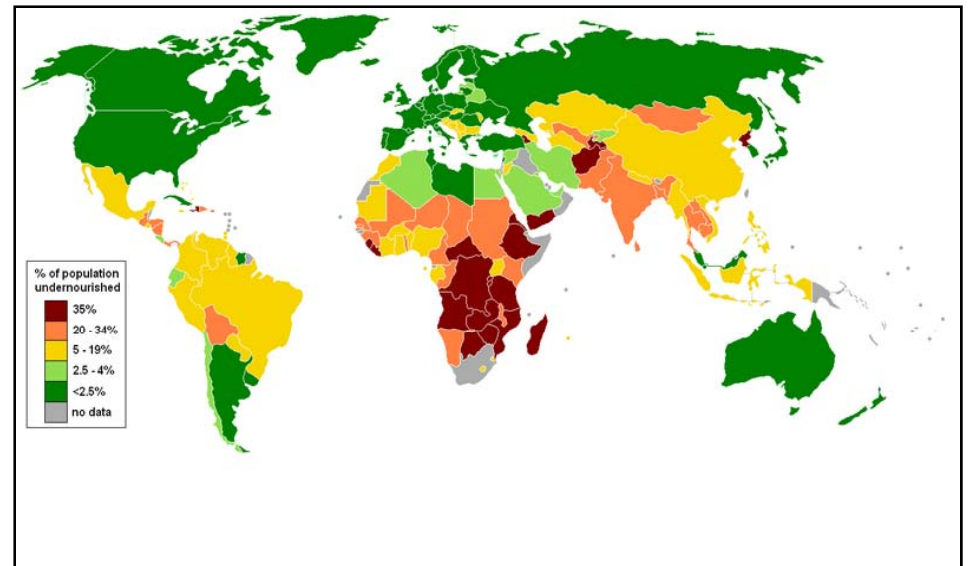 % of population
undernourished
35%
20 - 34%
5 - 19%
2.5 - 4%
<2.5%
no data